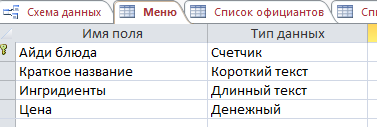 Схема данных Меню Список официантов Спи
Имя поля Тип данных
Айди блюда Счетчик
Краткое название Короткий текст
Ингридиенты Длинный текст
Цена Денежный